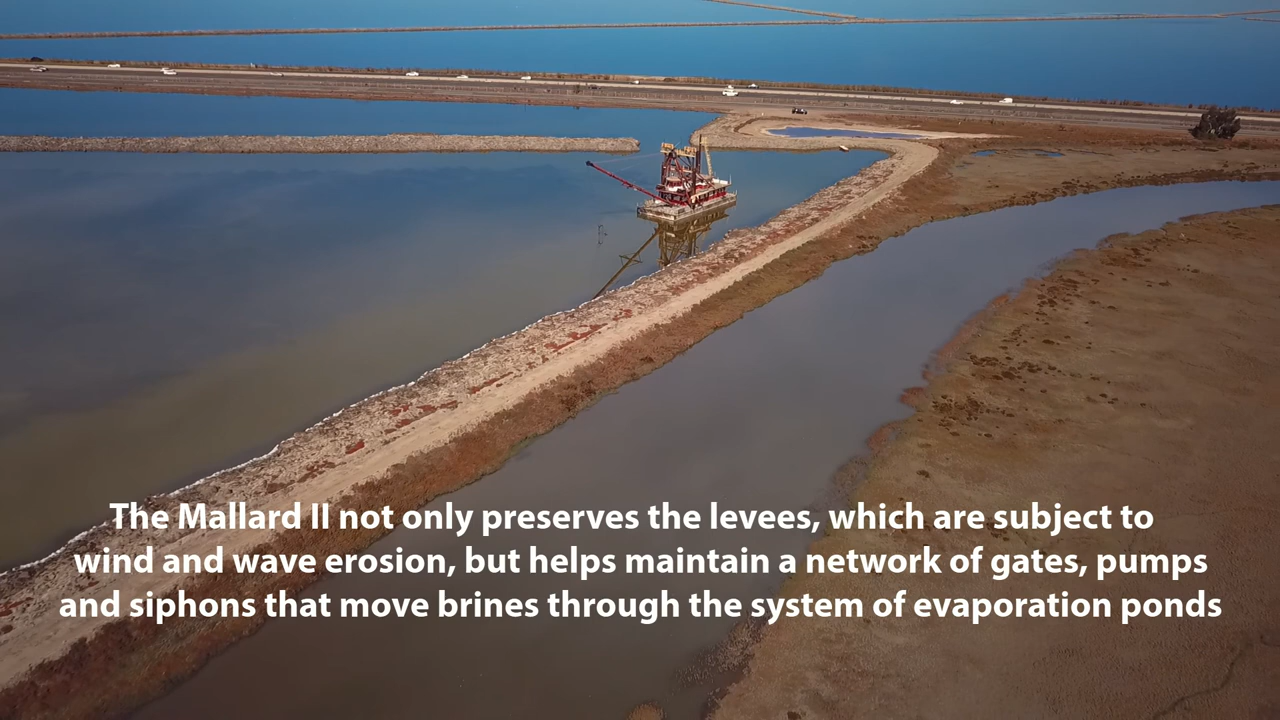 The Mallard II not only preserves the levees, which are subject to
wind and wave erosion, but helps maintain a network of gates, pumps
and siphons that move brines through the system of evaporation ponds